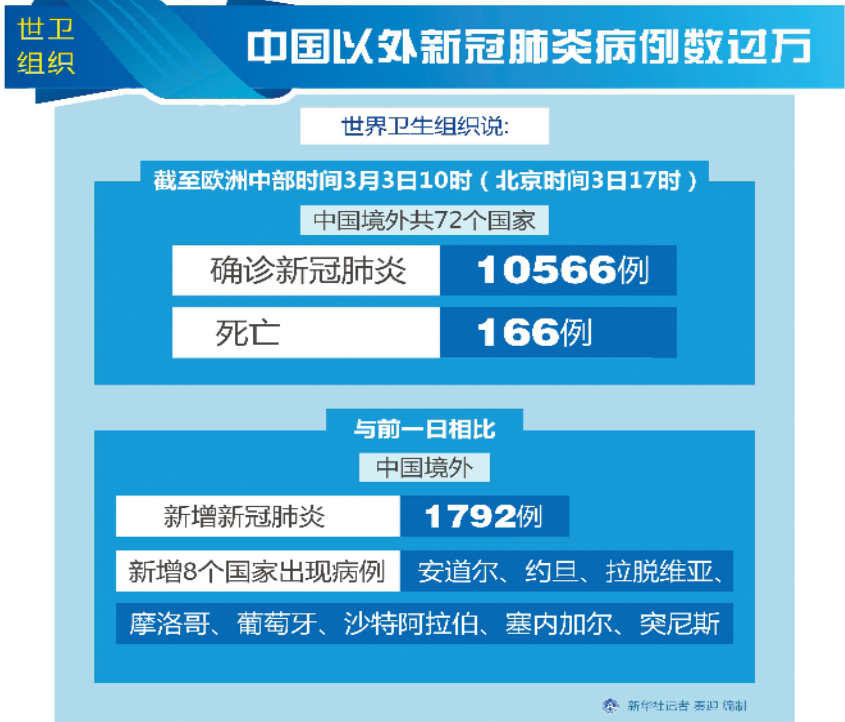 世卫
组织
中国以外新冠肺炎病例数过万
世界卫生组织说:
截至欧洲中部时间3月3日10时（北京时间3日17时）
中国境外共72个国家
确诊新冠肺炎 10566例
死亡 166例
与前一日相比
中国境外
新增新冠肺炎 1792例
新增8个国家出现病例 安道尔、约旦、拉脱维亚、
摩洛哥、葡萄牙、沙特阿拉伯、塞内加尔、突尼斯
新华社记者 编制